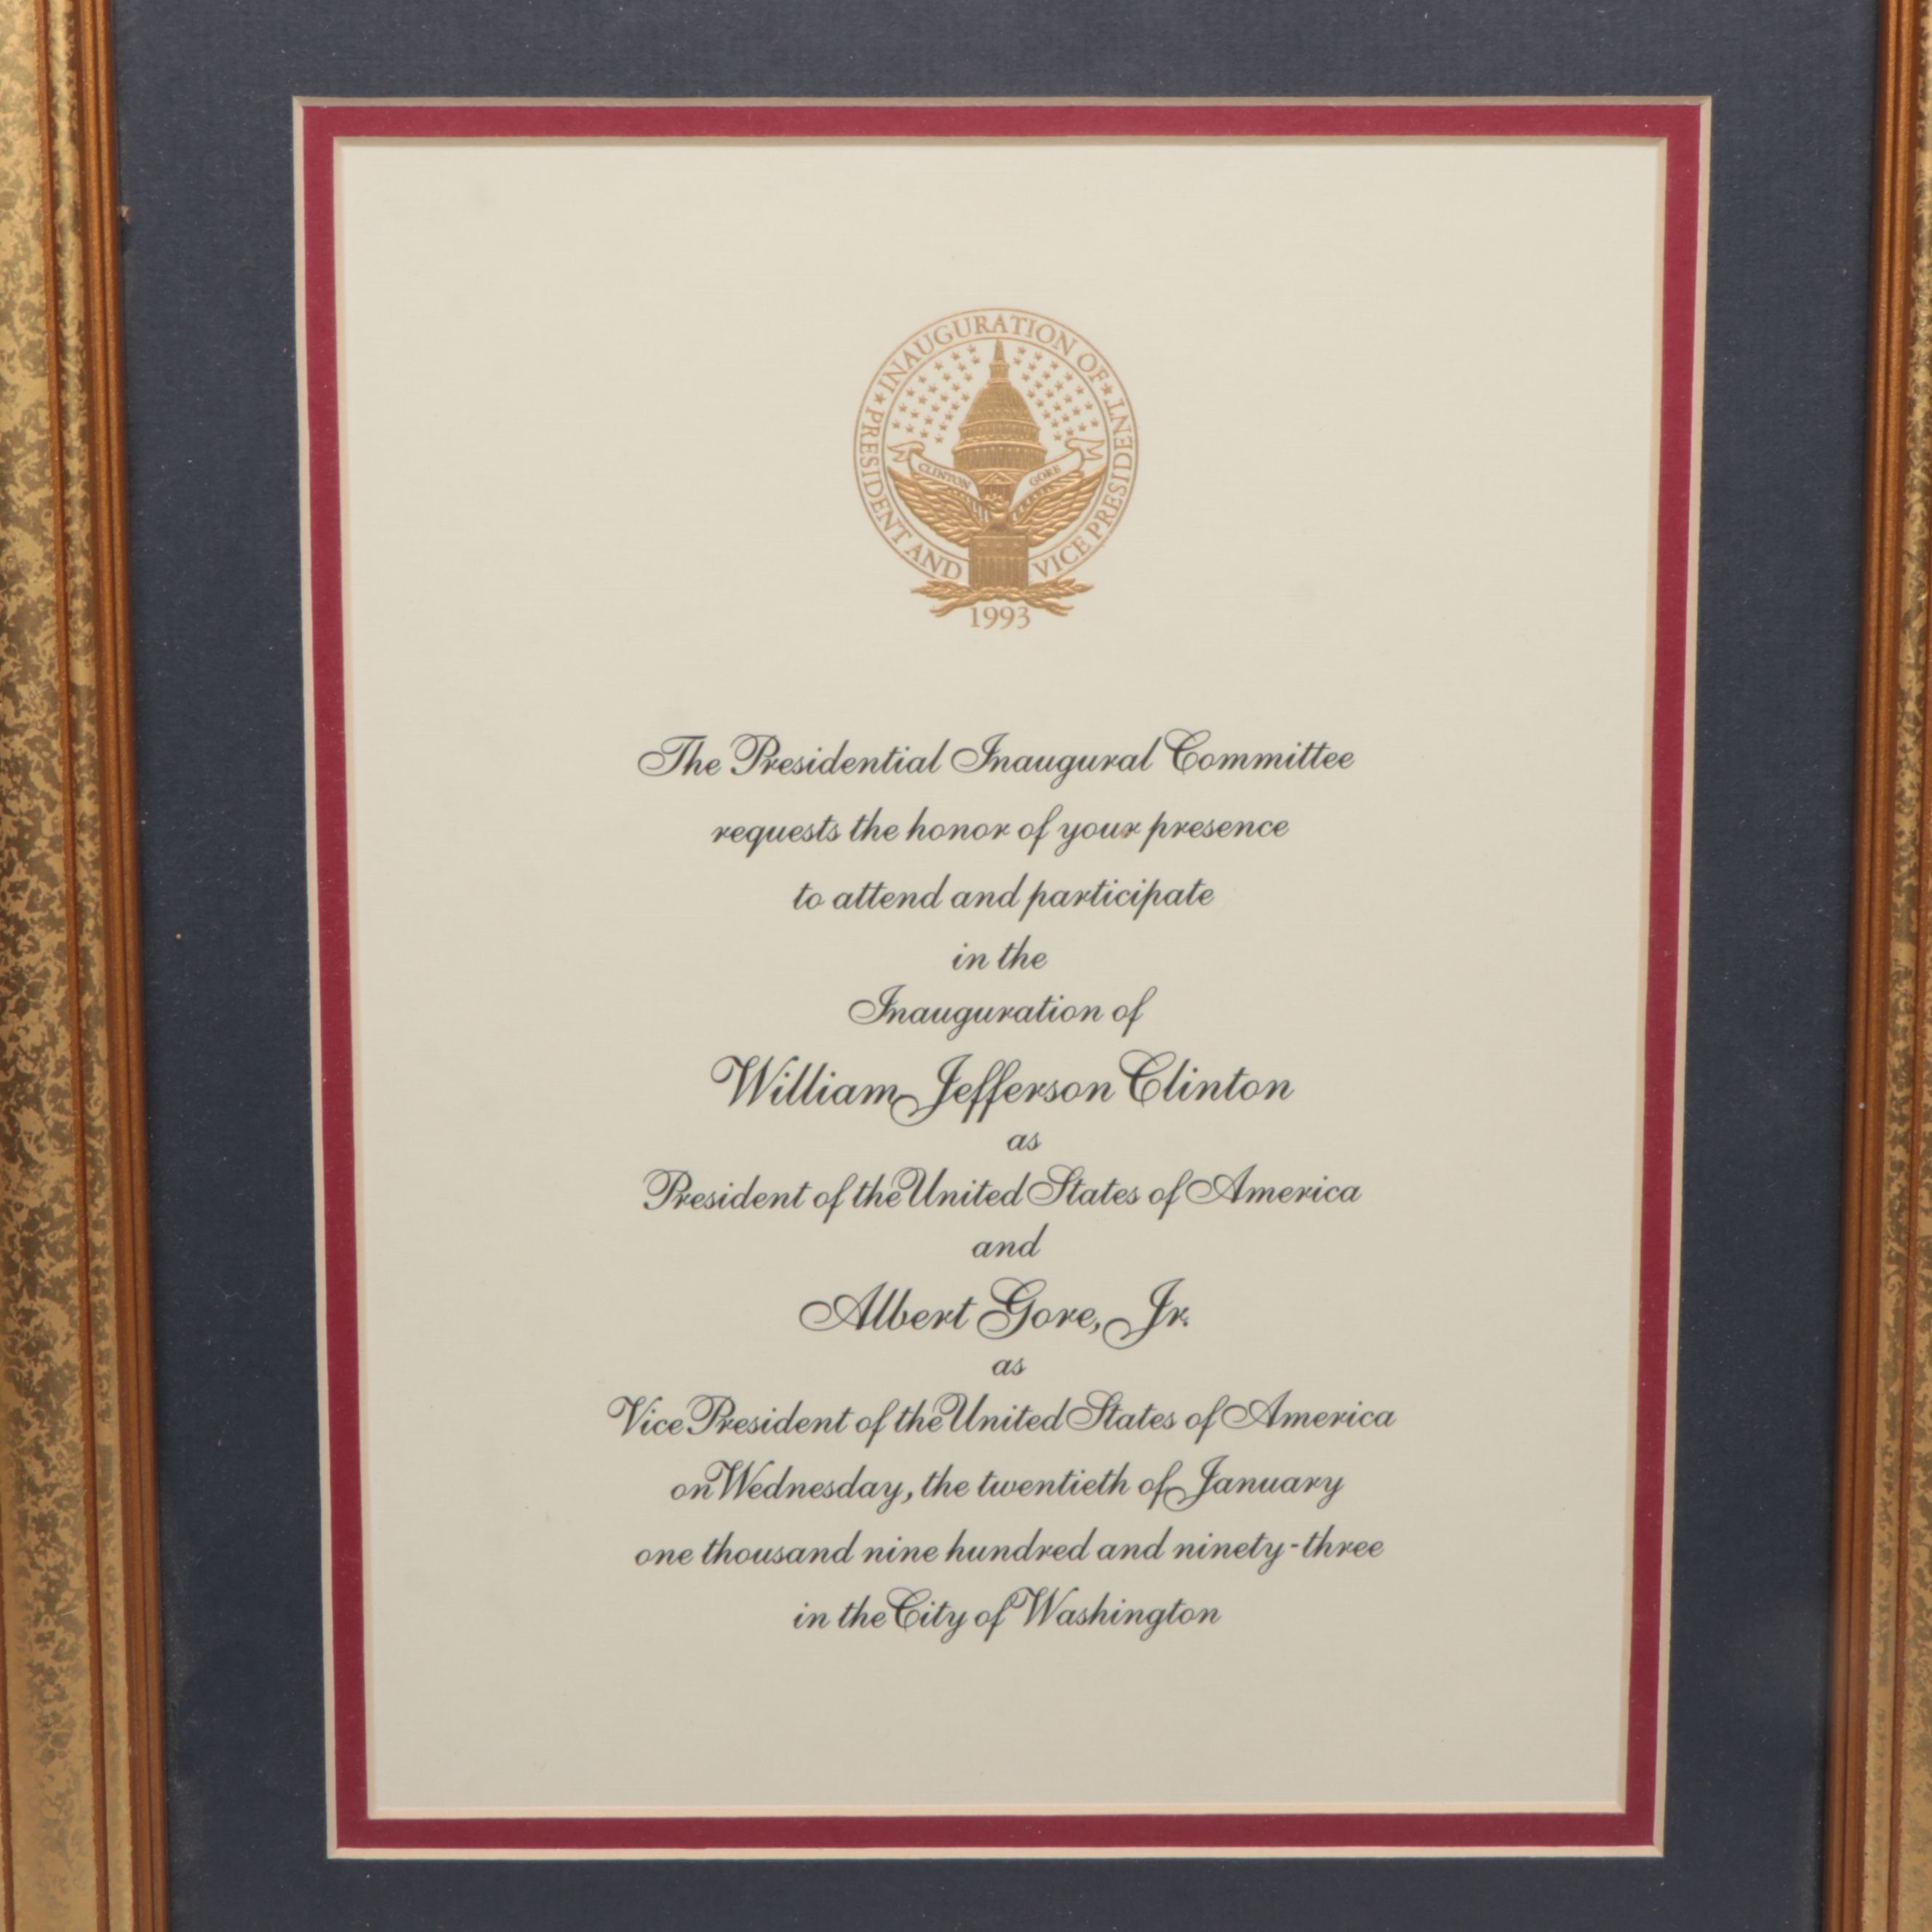 ★ INAUGURATION OF ★
PRESIDENT AND VICE PRESIDENT
CLINTON GORE
1993
The Presidential Inaugural Committee
requests the honor of your presence
to attend and participate
in the
Inauguration of
William Jefferson Clinton
as
President of the United States of America
and
Albert Gore, Jr.
as
Vice President of the United States of America
on Wednesday, the twentieth of January
one thousand nine hundred and ninety-three
in the City of Washington